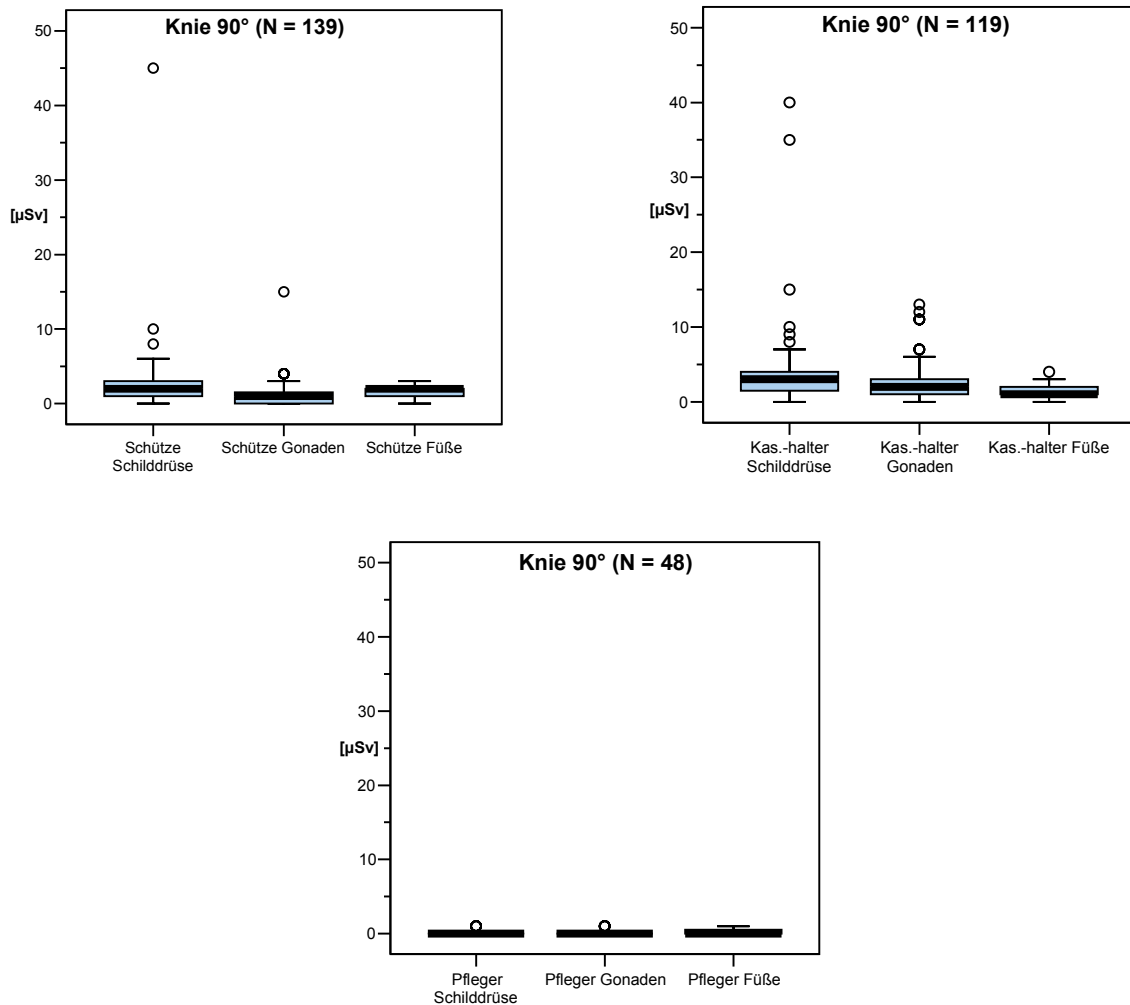 Knie 90° (N = 139)
50
40
30
[µSv]
20
10
0
Schütze
Schilddrüse
Schütze Gonaden
Schütze Füße
Knie 90° (N = 119)
50
40
30
[µSv]
20
10
0
Kas.-halter
Schilddrüse
Kas.-halter
Gonaden
Kas.-halter Füße
Knie 90° (N = 48)
50
40
30
[µSv]
20
10
0
Pfleger
Schilddrüse
Pfleger Gonaden
Pfleger Füße